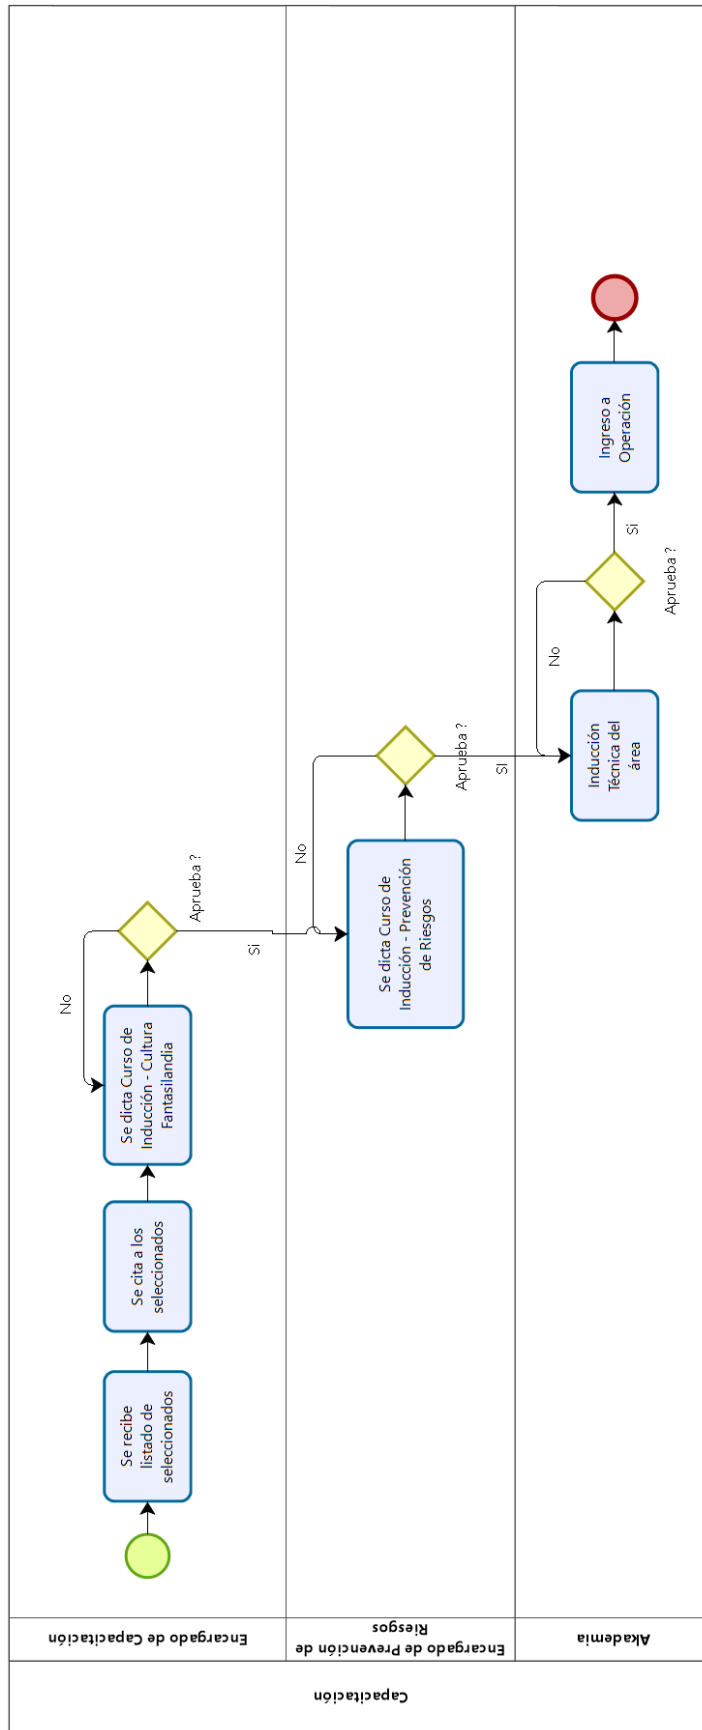 Capacitación
Encargado de Capacitación
Se recibe
listado de
seleccionados
Se cita a los
seleccionados
Se dicta Curso de
Inducción - Cultura
Fantasilandia
No
Aprueba ?
Si
Encargado de Prevención de
Riesgos
Se dicta Curso de
Inducción - Prevención
de Riesgos
No
Aprueba ?
SI
Akademia
Inducción
Técnica del
área
No
Aprueba ?
Si
Ingreso a
Operación